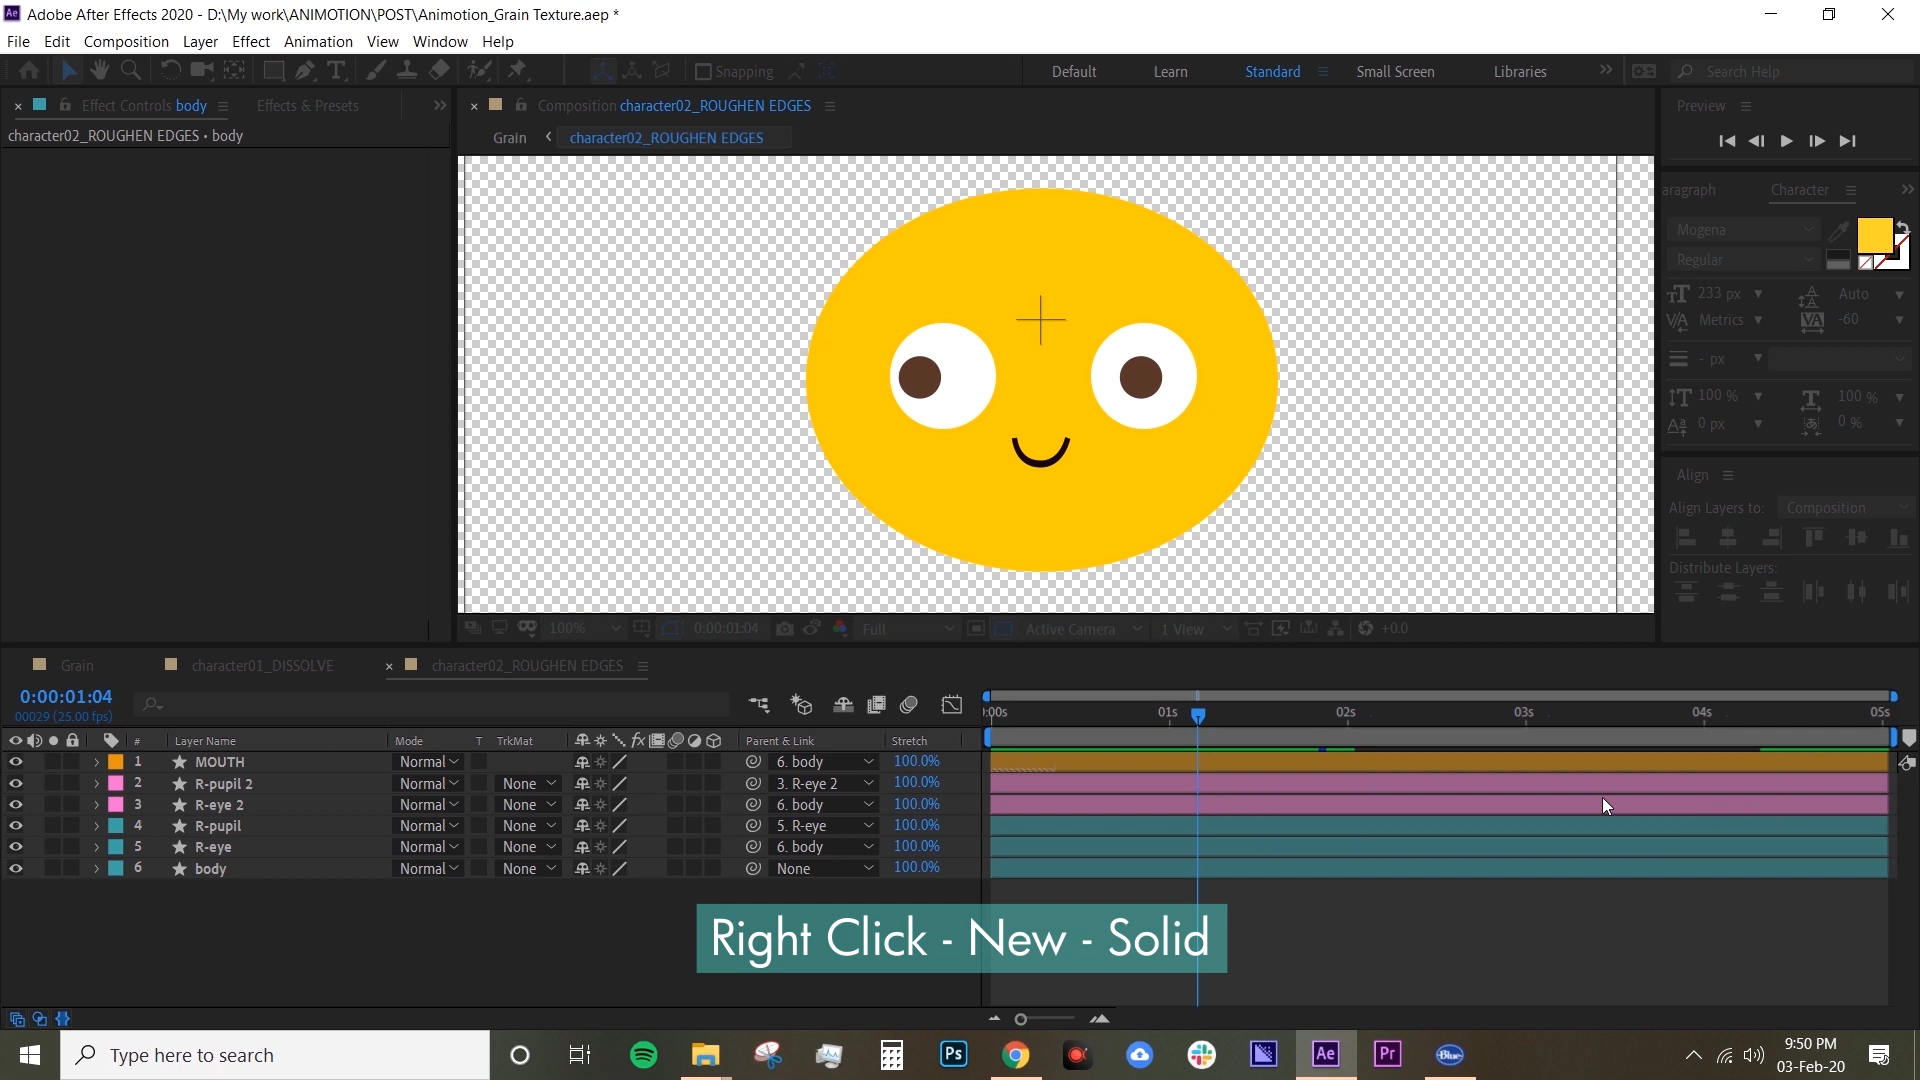 Adobe After Effects 2020 - D:\My work\ANIMOTION\POST\Animotion_Grain Texture.aep *
File Edit Composition Layer Effect Animation View Window Help
Snapping Default Learn Standard Small Screen Libraries Search Help
Effect Controls body Effects & Presets Composition character02_ROUGHEN EDGES Preview
character02_ROUGHEN EDGES • body Grain character02_ROUGHEN EDGES
aragraph Character
Mogena
Regular
233 px Auto
Metrics -60
- px
100 % 100 %
0 px 0 %
Align
Align Layers to: Composition
Distribute Layers:
100% 0:00:01:04 Full Active Camera 1 View +0.0
Grain character01_DISSOLVE character02_ROUGHEN EDGES
0:00:01:04
00029 (25.00 fps)
:00s 01s 02s 03s 04s 05s
# Layer Name Mode T TrkMat Parent & Link Stretch
1 MOUTH Normal 6. body 100.0%
2 R-pupil 2 Normal None 3. R-eye 2 100.0%
3 R-eye 2 Normal None 6. body 100.0%
4 R-pupil Normal None 5. R-eye 100.0%
5 R-eye Normal None 6. body 100.0%
6 body Normal None None 100.0%
Right Click - New - Solid
Type here to search Ps Ae Pr Blue 9:50 PM
03-Feb-20